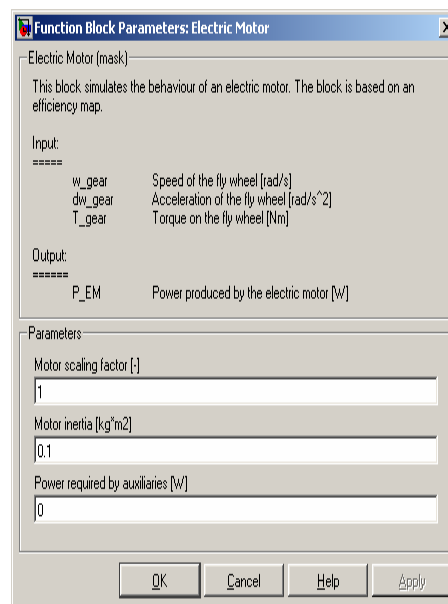 Function Block Parameters: Electric Motor
Electric Motor (mask)
This block simulates the behaviour of an electric motor. The block is based on an
efficiency map.
Input:
=====
w_gear Speed of the fly wheel [rad/s]
dw_gear Acceleration of the fly wheel [rad/s^2]
T_gear Torque on the fly wheel [Nm]
Output:
======
P_EM Power produced by the electric motor [W]
Parameters
Motor scaling factor [-]
1
Motor inertia [kg*m2]
0.1
Power required by auxiliaries [W]
0
OK Cancel Help Apply